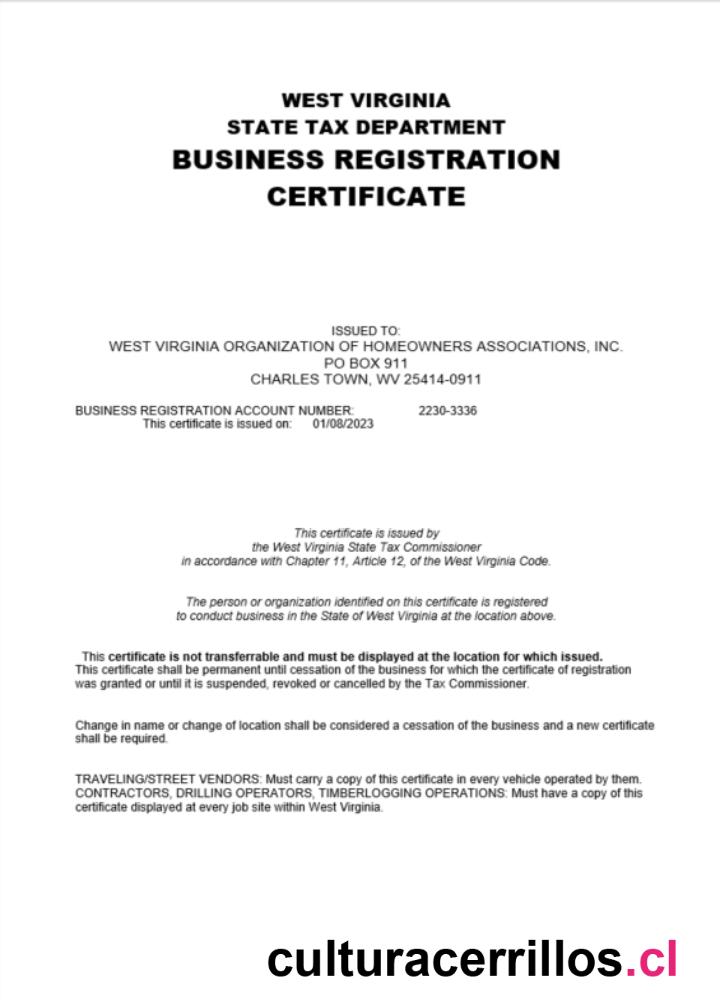 WEST VIRGINIA
STATE TAX DEPARTMENT
BUSINESS REGISTRATION
CERTIFICATE
ISSUED TO:
WEST VIRGINIA ORGANIZATION OF HOMEOWNERS ASSOCIATIONS, INC.
PO BOX 911
CHARLES TOWN, WV 25414-0911
BUSINESS REGISTRATION ACCOUNT NUMBER: 2230-3336
This certificate is issued on: 01/08/2023
This certificate is issued by
the West Virginia State Tax Commissioner
in accordance with Chapter 11, Article 12, of the West Virginia Code.
The person or organization identified on this certificate is registered
to conduct business in the State of West Virginia at the location above.
This certificate is not transferrable and must be displayed at the location for which issued.
This certificate shall be permanent until cessation of the business for which the certificate of registration
was granted or until it is suspended, revoked or cancelled by the Tax Commissioner.
Change in name or change of location shall be considered a cessation of the business and a new certificate
shall be required.
TRAVELING/STREET VENDORS: Must carry a copy of this certificate in every vehicle operated by them.
CONTRACTORS, DRILLING OPERATORS, TIMBERLOGGING OPERATIONS: Must have a copy of this
certificate displayed at every job site within West Virginia.
culturacerrillos.cl